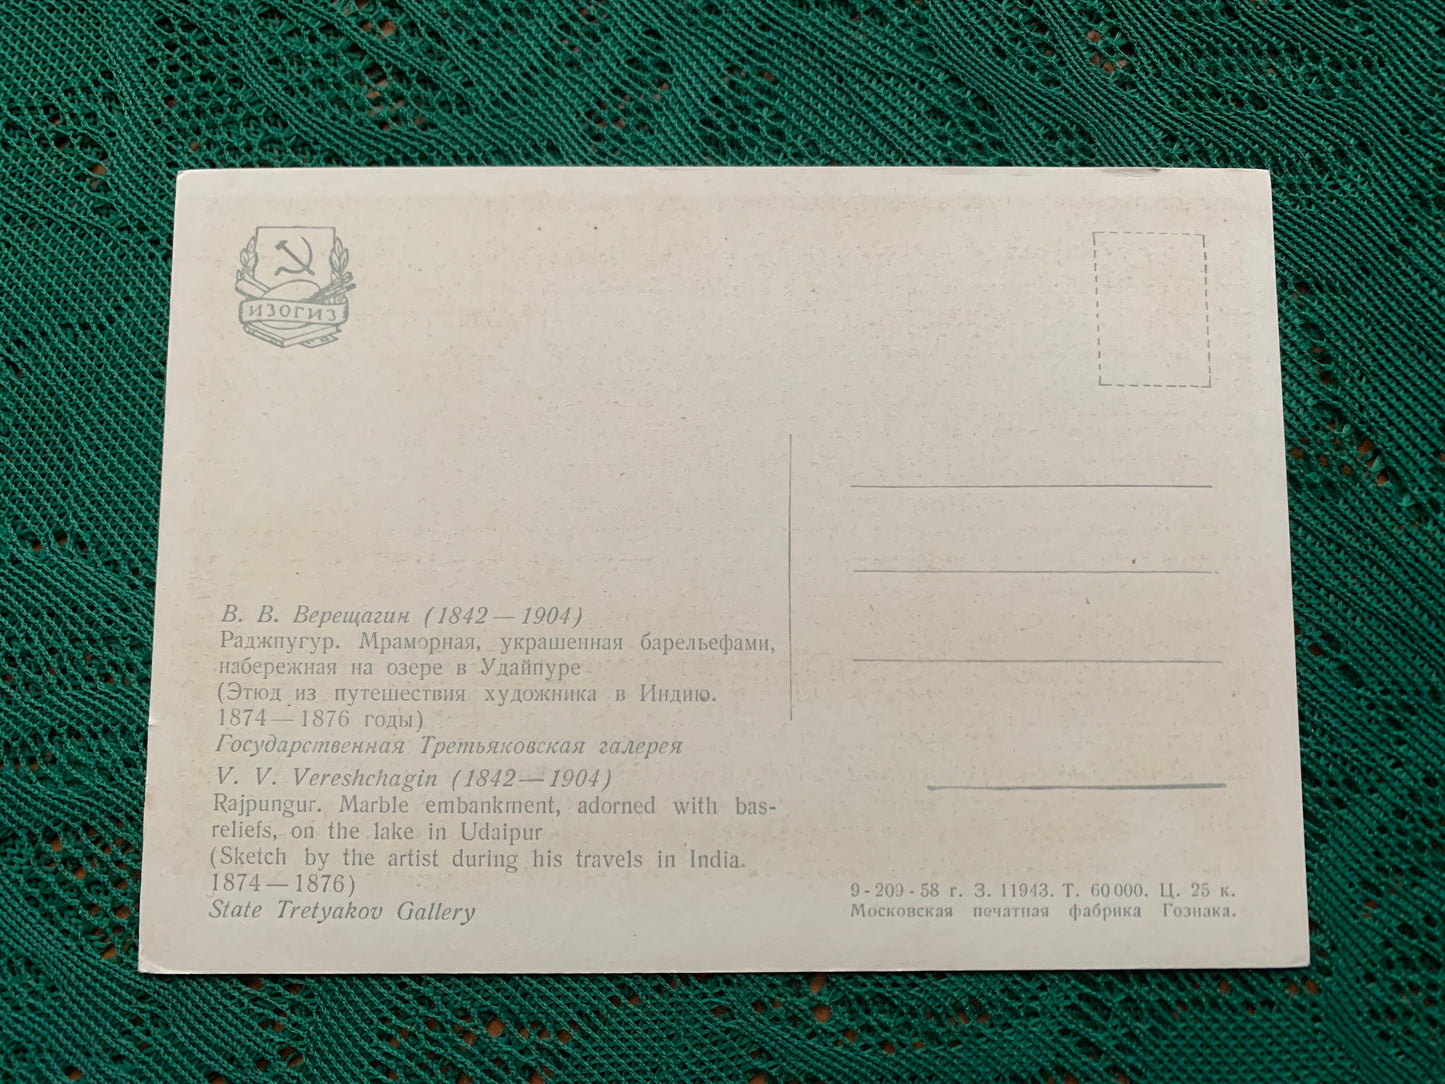 ИЗОГИЗ
В. В. Верещагин (1842—1904)
Раджпугур. Мраморная, украшенная барельефами,
набережная на озере в Удайпуре
(Этюд из путешествия художника в Индию.
1874—1876 годы)
Государственная Третьяковская галерея
V. V. Vereshchagin (1842—1904)
Rajpungur. Marble embankment, adorned with bas-
reliefs, on the lake in Udaipur
(Sketch by the artist during his travels in India.
1874—1876)
State Tretyakov Gallery
9-209-58 г. З. 11943. Т. 60 000. Ц. 25 к.
Московская печатная фабрика Гознака.